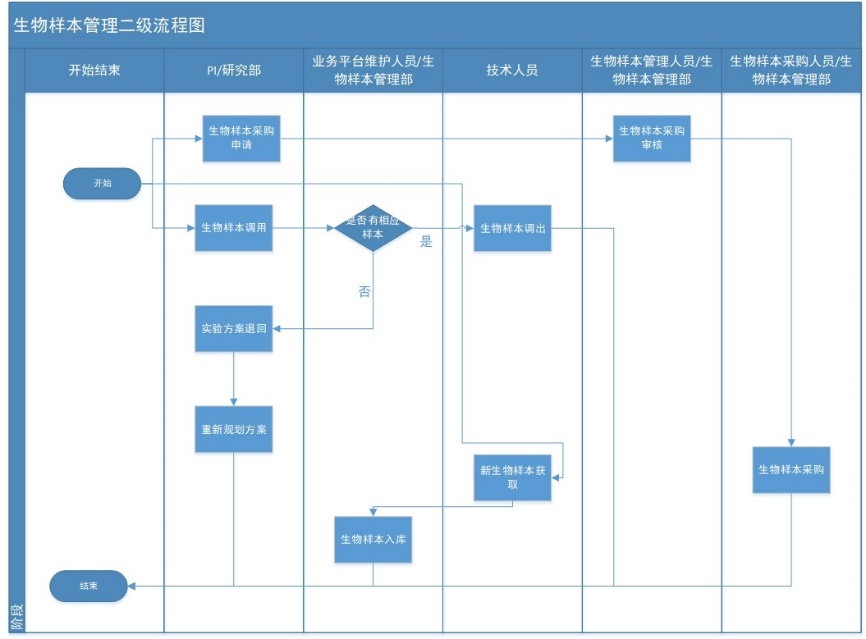 生物样本管理二级流程图
开始结束
PI/研究部
业务平台维护人员/生
物样本管理部
技术人员
生物样本管理人员/生
物样本管理部
生物样本采购人员/生
物样本管理部
生物样本采购
申请
生物样本采购
审核
开始
生物样本调用
是否有相应
样本
是
生物样本调出
否
实验方案退回
重新规划方案
新生物样本获
取
生物样本采购
生物样本入库
结束
阶段